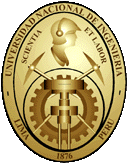 UNIVERSIDAD NACIONAL DE INGENIERIA
SCIENTIA ET LABOR
LIMA 1876 PERU